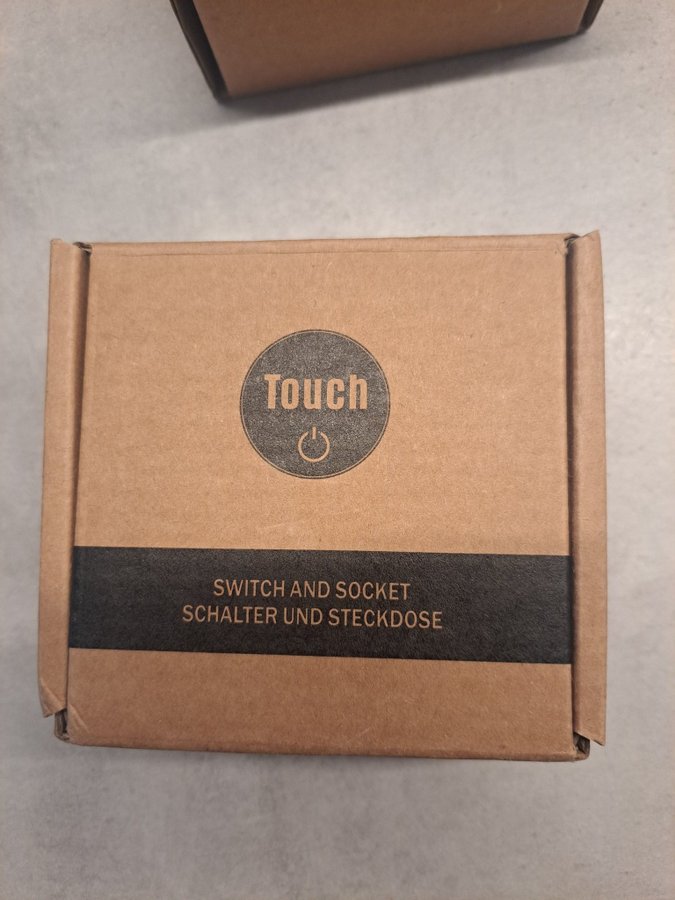 Touch
SWITCH AND SOCKET
SCHALTER UND STECKDOSE